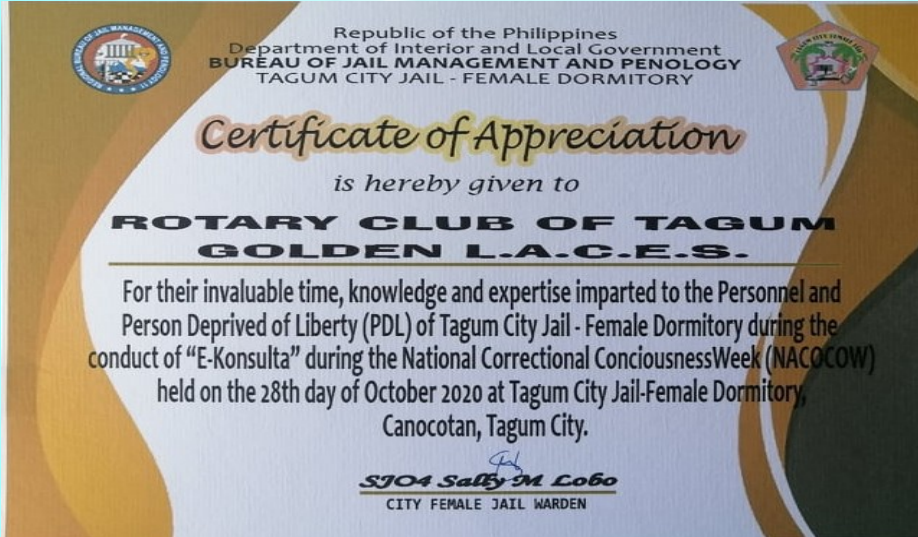 Republic of the Philippines
Department of Interior and Local Government
BUREAU OF JAIL MANAGEMENT AND PENOLOGY
TAGUM CITY JAIL - FEMALE DORMITORY
Certificate of Appreciation
is hereby given to
ROTARY CLUB OF TAGUM
GOLDEN L.A.C.E.S.
For their invaluable time, knowledge and expertise imparted to the Personnel and
Person Deprived of Liberty (PDL) of Tagum City Jail - Female Dormitory during the
conduct of “E-Konsulta” during the National Correctional ConciousnessWeek (NACOCOW)
held on the 28th day of October 2020 at Tagum City Jail-Female Dormitory,
Canocotan, Tagum City.
SJO4 Sally M Lobo
CITY FEMALE JAIL WARDEN